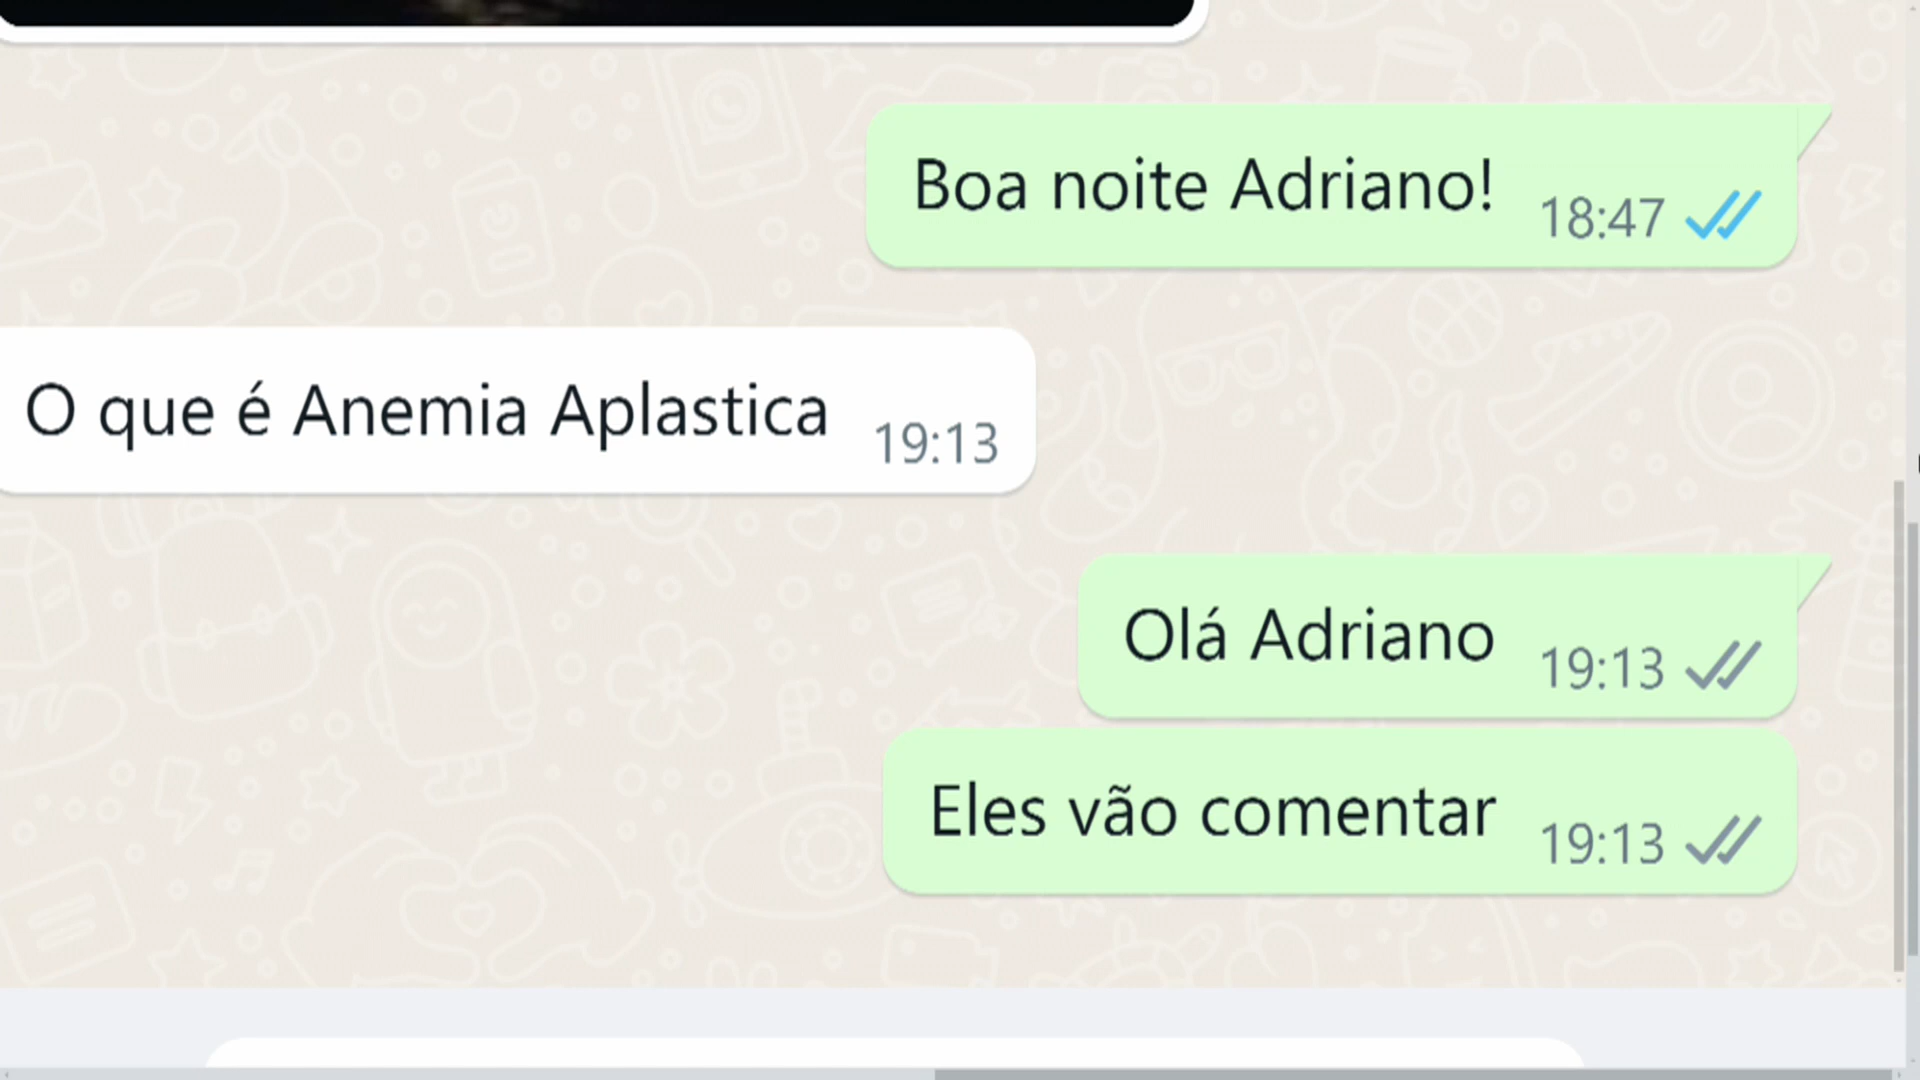 Boa noite Adriano!
18:47
O que é Anemia Aplastica
19:13
Olá Adriano
19:13
Eles vão comentar
19:13